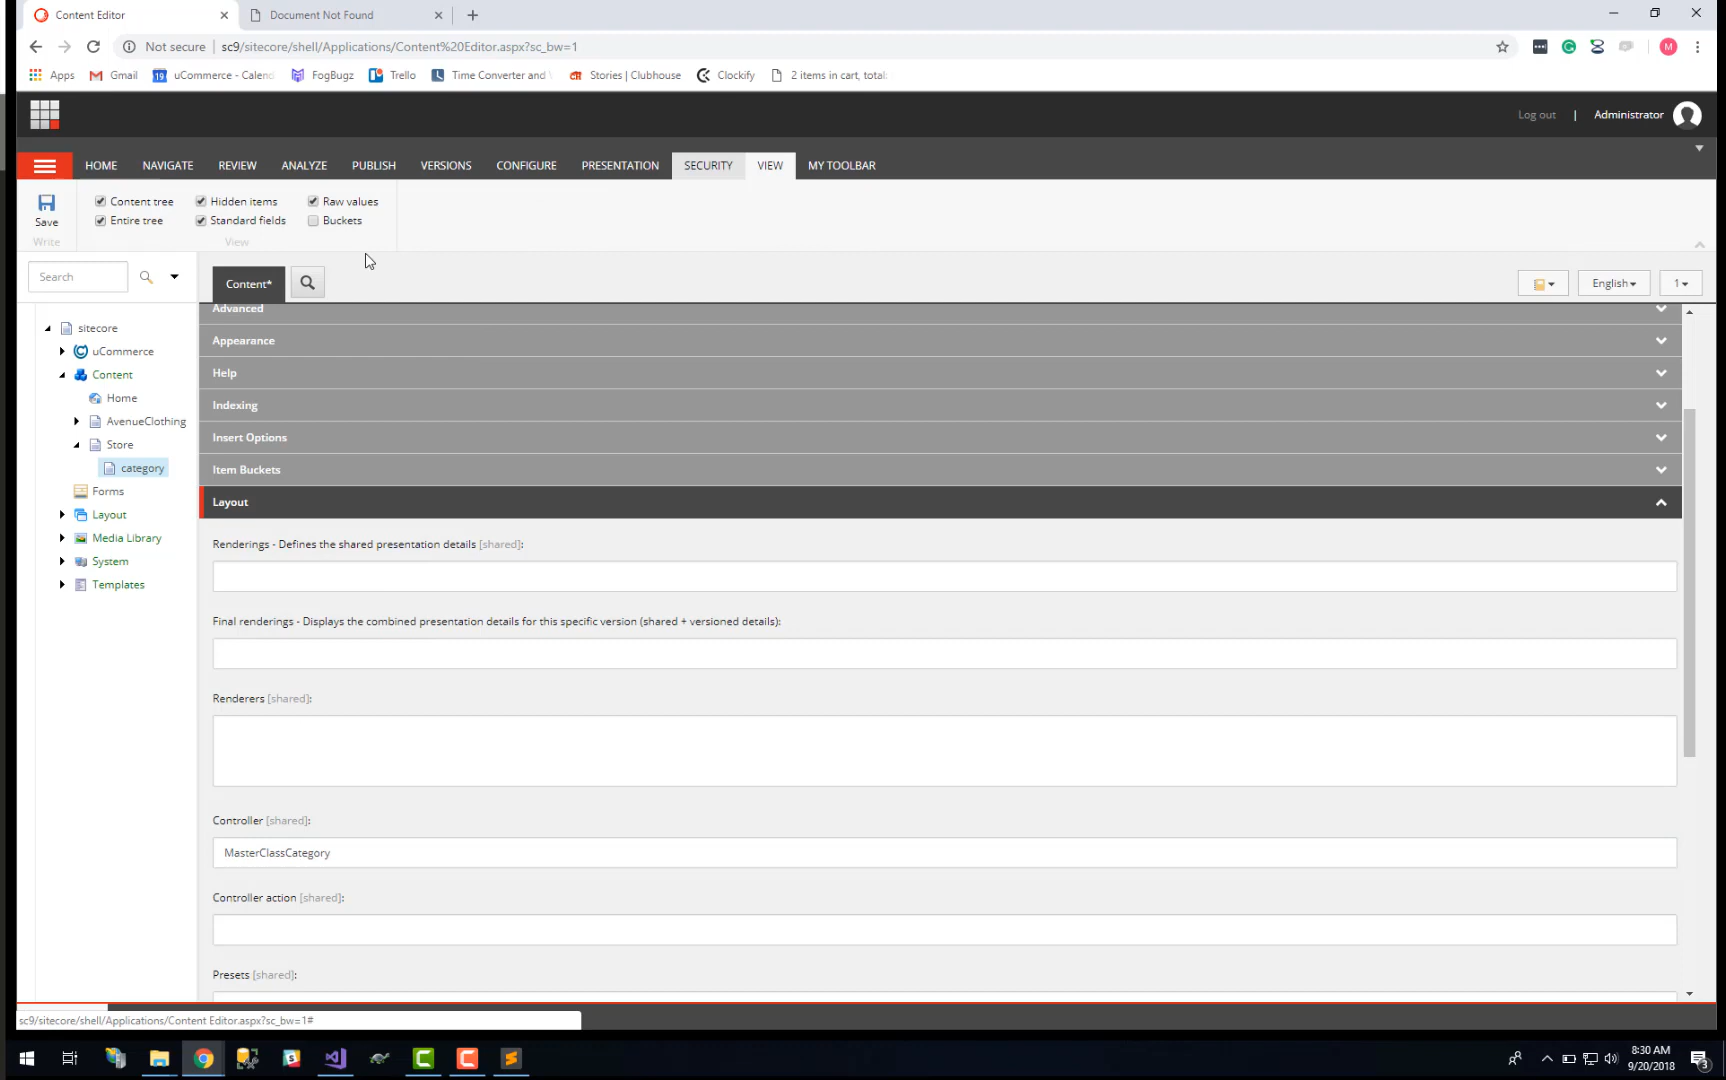 Content Editor
Document Not Found
Not secure
sc9/sitecore/shell/Applications/Content%20Editor.aspx?sc_bw=1
M
Apps
Gmail
19
uCommerce - Calend
FogBugz
Trello
Time Converter and
Stories | Clubhouse
Clockify
2 items in cart, total:
Log out | Administrator
HOME NAVIGATE REVIEW ANALYZE PUBLISH VERSIONS CONFIGURE PRESENTATION SECURITY VIEW MY TOOLBAR
Content tree Hidden items Raw values
Save Entire tree Standard fields Buckets
Write View
Search
Content*
English
1
sitecore
uCommerce
Content
Home
AvenueClothing
Store
category
Forms
Layout
Media Library
System
Templates
Advanced
Appearance
Help
Indexing
Insert Options
Item Buckets
Layout
Renderings - Defines the shared presentation details [shared]:
Final renderings - Displays the combined presentation details for this specific version (shared + versioned details):
Renderers [shared]:
Controller [shared]:
MasterClassCategory
Controller action [shared]:
Presets [shared]:
sc9/sitecore/shell/Applications/Content Editor.aspx?sc_bw=1#
8:30 AM
9/20/2018
3